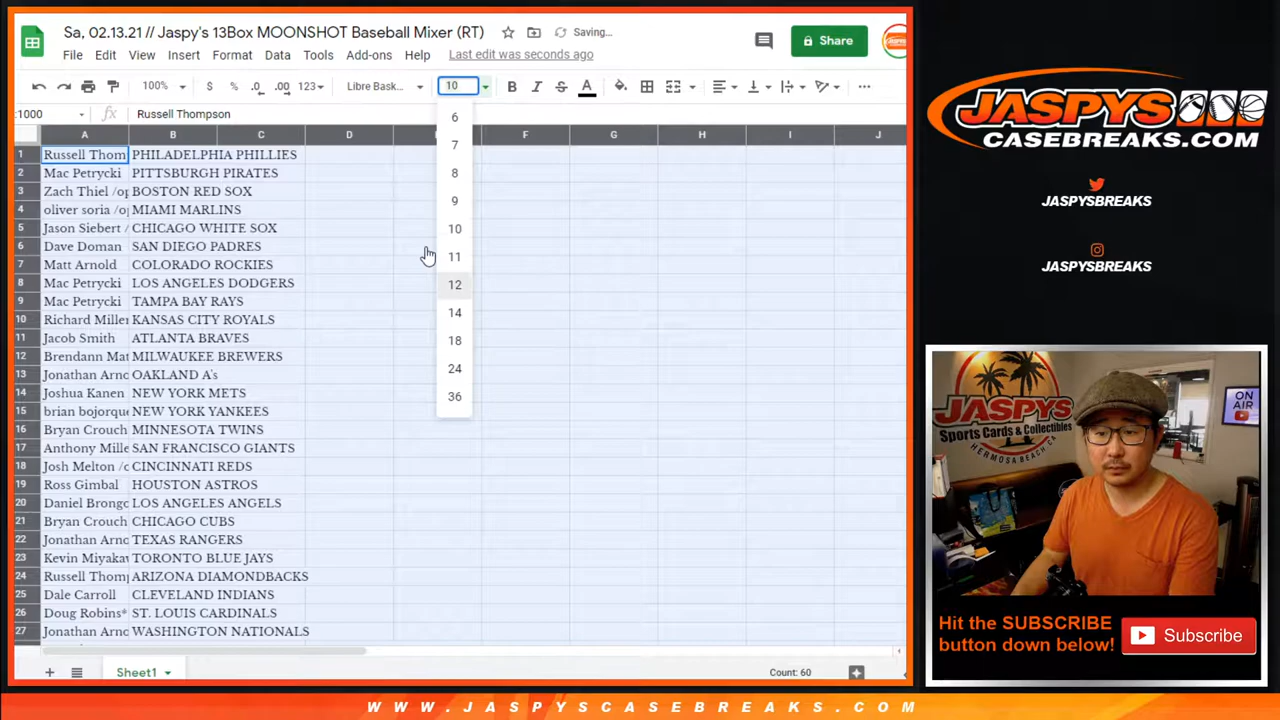 Sa, 02.13.21 // Jaspy's 13Box MOONSHOT Baseball Mixer (RT)
Saving...
Share
File Edit View Insert Format Data Tools Add-ons Help Last edit was seconds ago
100% $ % .0 .00 123 Libre Bask... 10 B I S A
:1000 fx Russell Thompson
A B C D F G H I J
1 Russell Thom PHILADELPHIA PHILLIES
2 Mac Petrycki PITTSBURGH PIRATES
3 Zach Thiel /op BOSTON RED SOX
4 oliver soria /op MIAMI MARLINS
5 Jason Siebert / CHICAGO WHITE SOX
6 Dave Doman SAN DIEGO PADRES
7 Matt Arnold COLORADO ROCKIES
8 Mac Petrycki LOS ANGELES DODGERS
9 Mac Petrycki TAMPA BAY RAYS
10 Richard Miller KANSAS CITY ROYALS
11 Jacob Smith ATLANTA BRAVES
12 Brendann Mat MILWAUKEE BREWERS
13 Jonathan Arno OAKLAND A's
14 Joshua Kanen NEW YORK METS
15 brian bojorque NEW YORK YANKEES
16 Bryan Crouch MINNESOTA TWINS
17 Anthony Mille SAN FRANCISCO GIANTS
18 Josh Melton /o CINCINNATI REDS
19 Ross Gimbal HOUSTON ASTROS
20 Daniel Brongo LOS ANGELES ANGELS
21 Bryan Crouch CHICAGO CUBS
22 Jonathan Arno TEXAS RANGERS
23 Kevin Miyakav TORONTO BLUE JAYS
24 Russell Thomp ARIZONA DIAMONDBACKS
25 Dale Carroll CLEVELAND INDIANS
26 Doug Robins* ST. LOUIS CARDINALS
27 Jonathan Arno WASHINGTON NATIONALS
6
7
8
9
10
11
12
14
18
24
36
Sheet1
Count: 60
JASPYS
CASEBREAKS.COM
JASPYSBREAKS
JASPYSBREAKS
JASPYS
Sports Cards & Collectibles
HERMOSA BEACH, CA
ON AIR
Hit the SUBSCRIBE
button down below!
Subscribe
WWW.JASPYSCASEBREAKS.COM